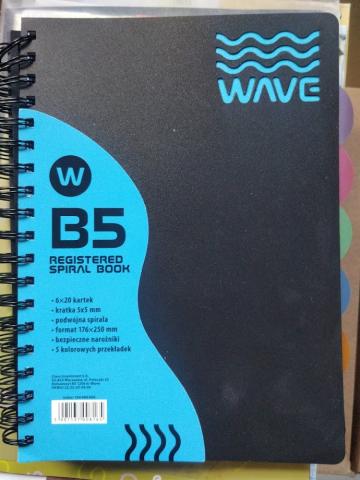 WAVE
W
B5
REGISTERED
SPIRAL BOOK
• 6×20 kartek
• kratka 5x5 mm
• podwójna spirala
• format 176×250 mm
• bezpieczne narożniki
• 5 kolorowych przekładek